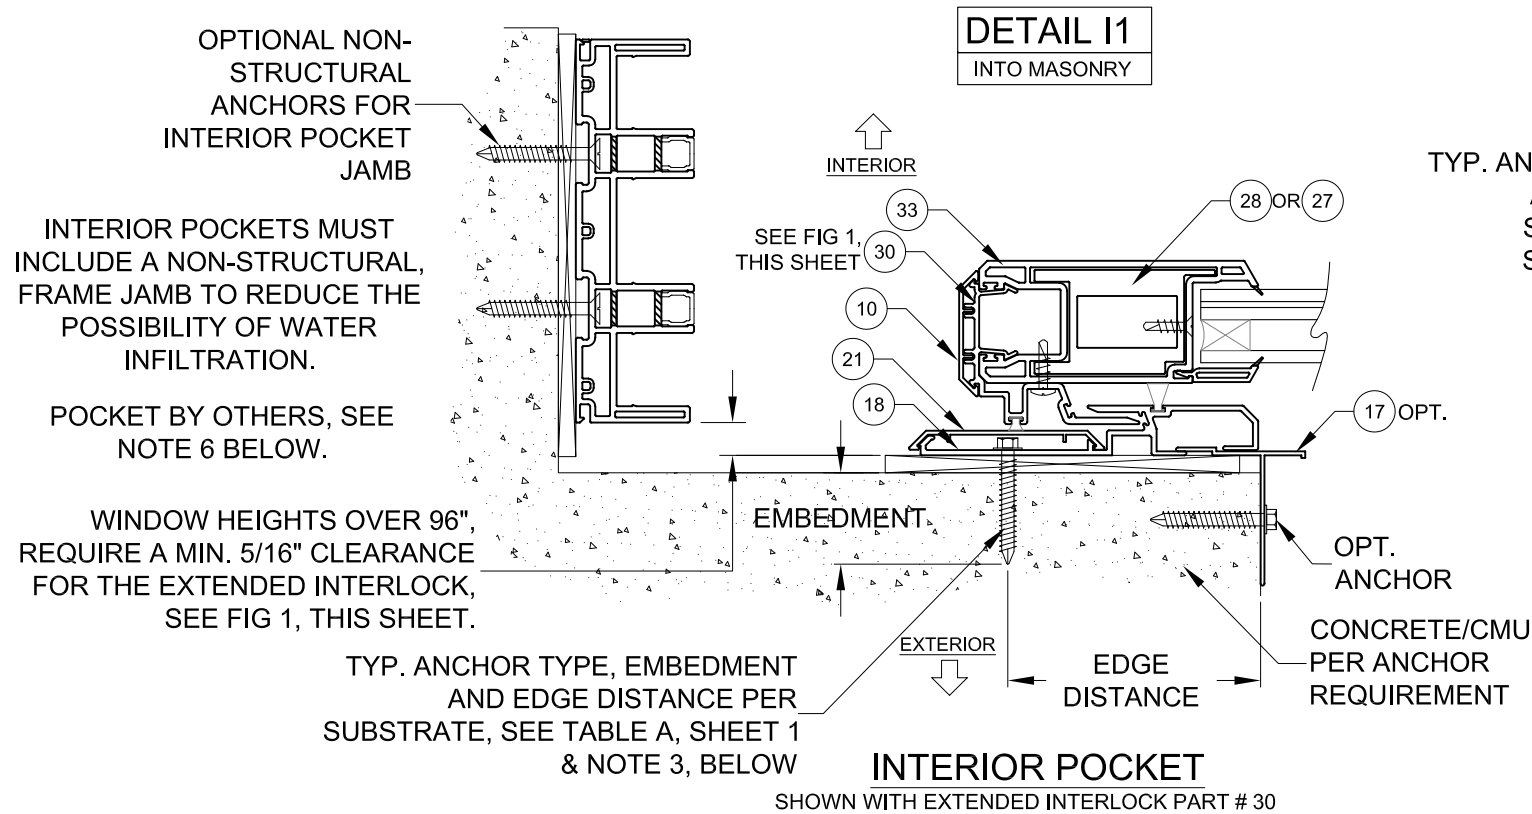 DETAIL I1
INTO MASONRY
OPTIONAL NON-
STRUCTURAL
ANCHORS FOR
INTERIOR POCKET
JAMB
INTERIOR POCKETS MUST
INCLUDE A NON-STRUCTURAL,
FRAME JAMB TO REDUCE THE
POSSIBILITY OF WATER
INFILTRATION.
POCKET BY OTHERS, SEE
NOTE 6 BELOW.
WINDOW HEIGHTS OVER 96",
REQUIRE A MIN. 5/16" CLEARANCE
FOR THE EXTENDED INTERLOCK,
SEE FIG 1, THIS SHEET.
TYP. ANCHOR TYPE, EMBEDMENT
AND EDGE DISTANCE PER
SUBSTRATE, SEE TABLE A, SHEET 1
& NOTE 3, BELOW
INTERIOR
33
28 OR 27
SEE FIG 1,
THIS SHEET
30
10
21
18
17 OPT.
EMBEDMENT
OPT.
ANCHOR
EXTERIOR
EDGE
DISTANCE
CONCRETE/CMU
PER ANCHOR
REQUIREMENT
INTERIOR POCKET
SHOWN WITH EXTENDED INTERLOCK PART # 30
TYP. AN
S
S